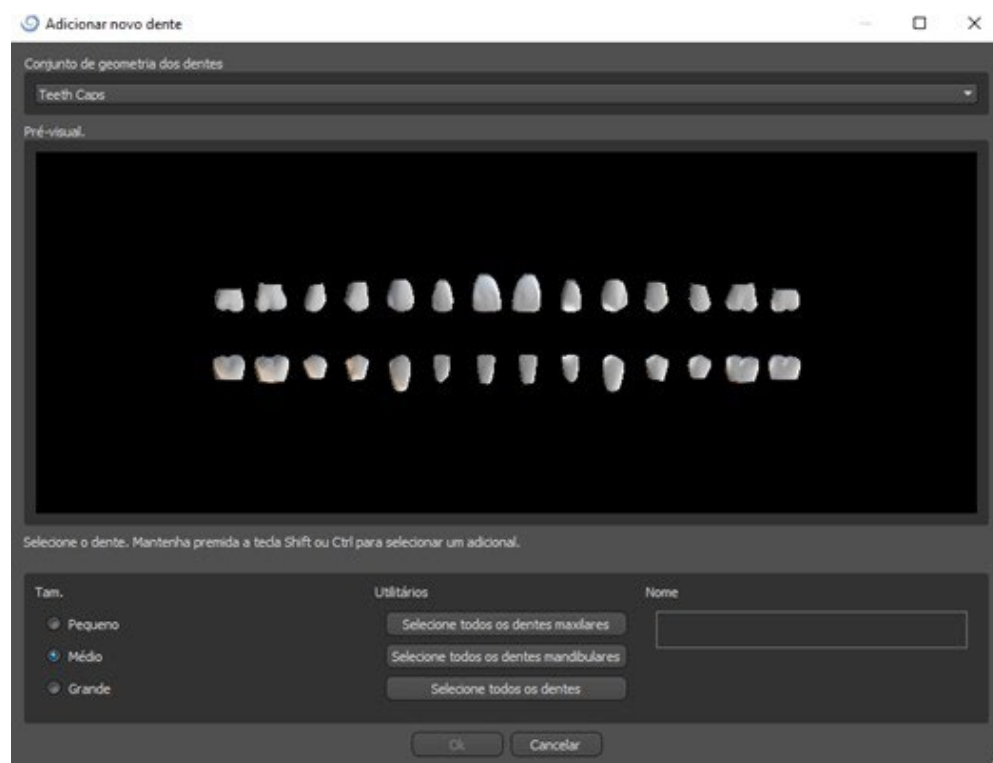 Adicionar novo dente
Conjunto de geometria dos dentes
Teeth Caps
Pré-visual.
Selecione o dente. Mantenha premida a tecla Shift ou Ctrl para selecionar um adicional.
Tam.
Utilitários
Nome
Pequeno
Selecione todos os dentes maxilares
Médio
Selecione todos os dentes mandibulares
Grande
Selecione todos os dentes
Ok
Cancelar